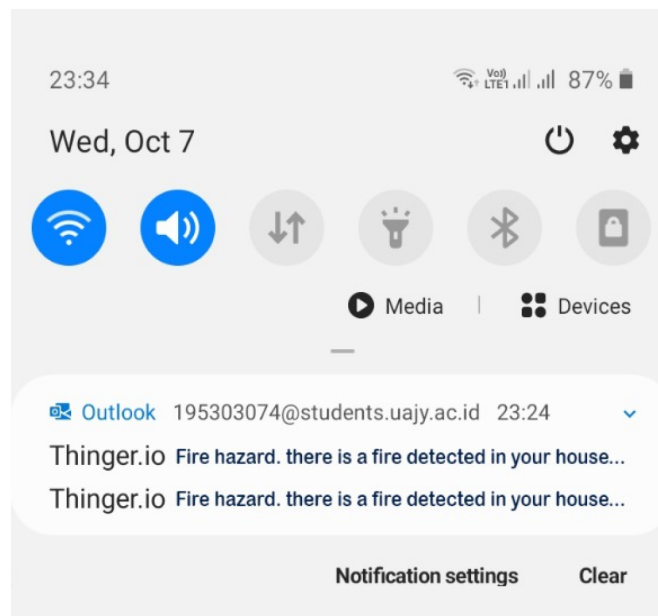 23:34 Vo)) LTE1 87%
Wed, Oct 7
Media | Devices
Outlook 195303074@students.uajy.ac.id 23:24
Thinger.io Fire hazard. there is a fire detected in your house...
Thinger.io Fire hazard. there is a fire detected in your house...
Notification settings Clear